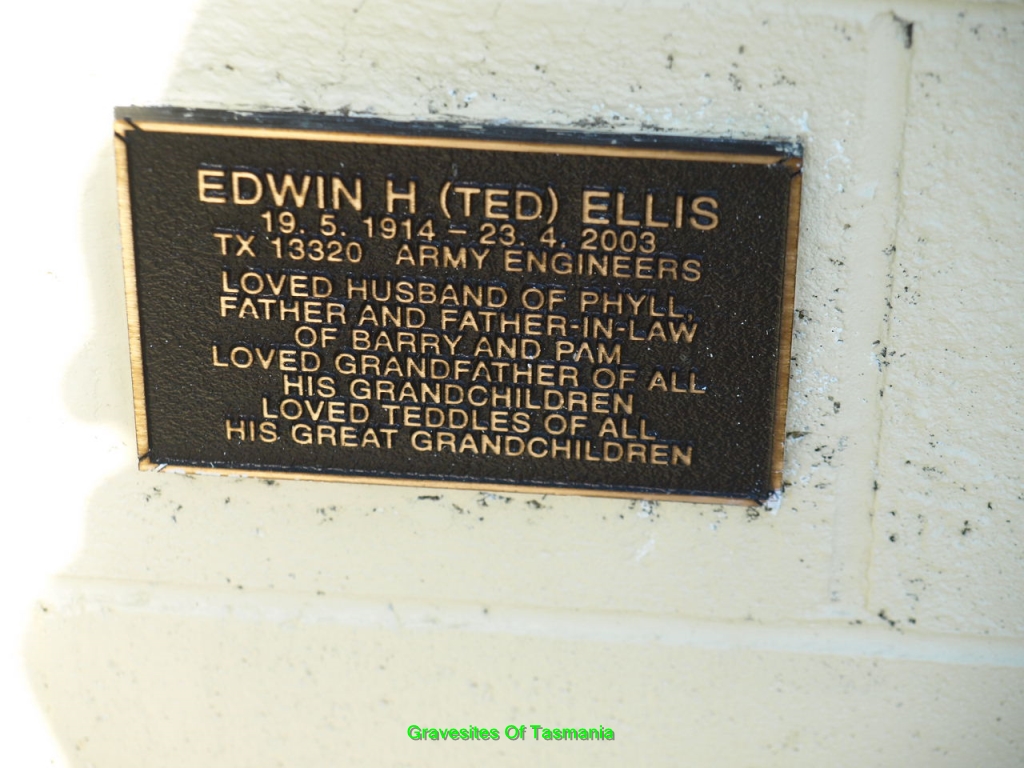 EDWIN H (TED) ELLIS
19. 5. 1914 – 23. 4. 2003
TX 13320 ARMY ENGINEERS
LOVED HUSBAND OF PHYLL,
FATHER AND FATHER-IN-LAW
OF BARRY AND PAM
LOVED GRANDFATHER OF ALL
HIS GRANDCHILDREN
LOVED TEDDLES OF ALL
HIS GREAT GRANDCHILDREN
Gravesites Of Tasmania